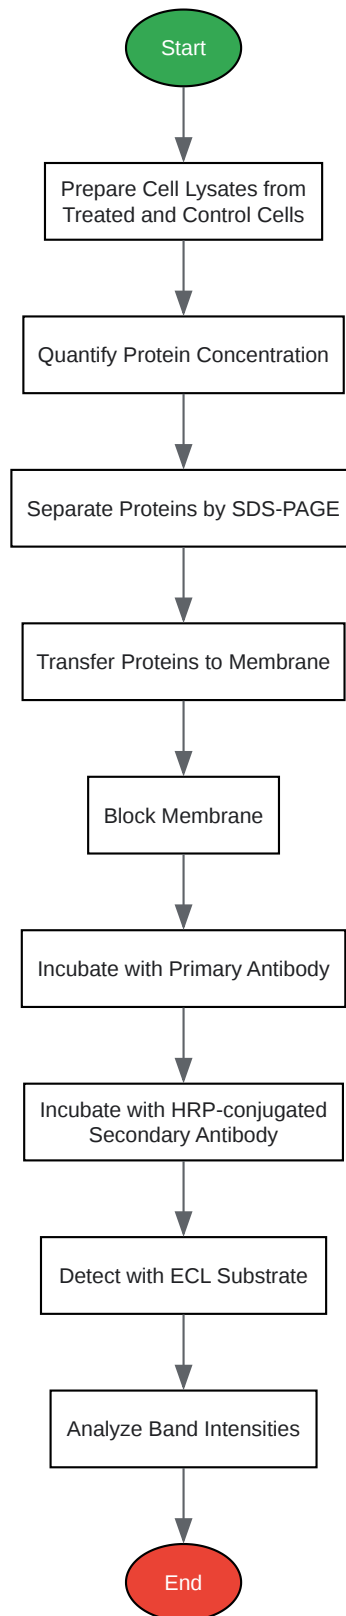 Start
Prepare Cell Lysates from
Treated and Control Cells
Quantify Protein Concentration
Separate Proteins by SDS-PAGE
Transfer Proteins to Membrane
Block Membrane
Incubate with Primary Antibody
Incubate with HRP-conjugated
Secondary Antibody
Detect with ECL Substrate
Analyze Band Intensities
End